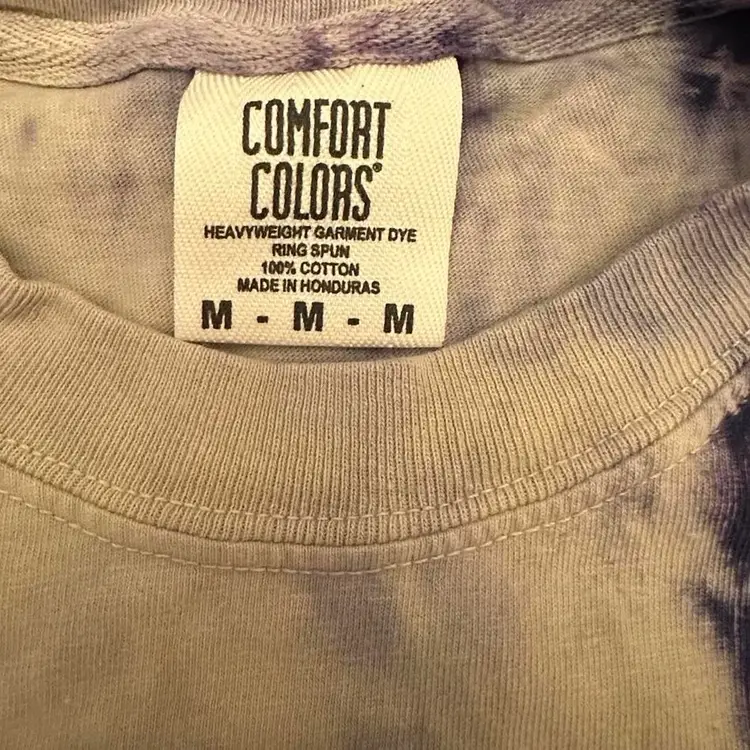 COMFORT
COLORS®
HEAVYWEIGHT GARMENT DYE
RING SPUN
100% COTTON
MADE IN HONDURAS
M - M - M